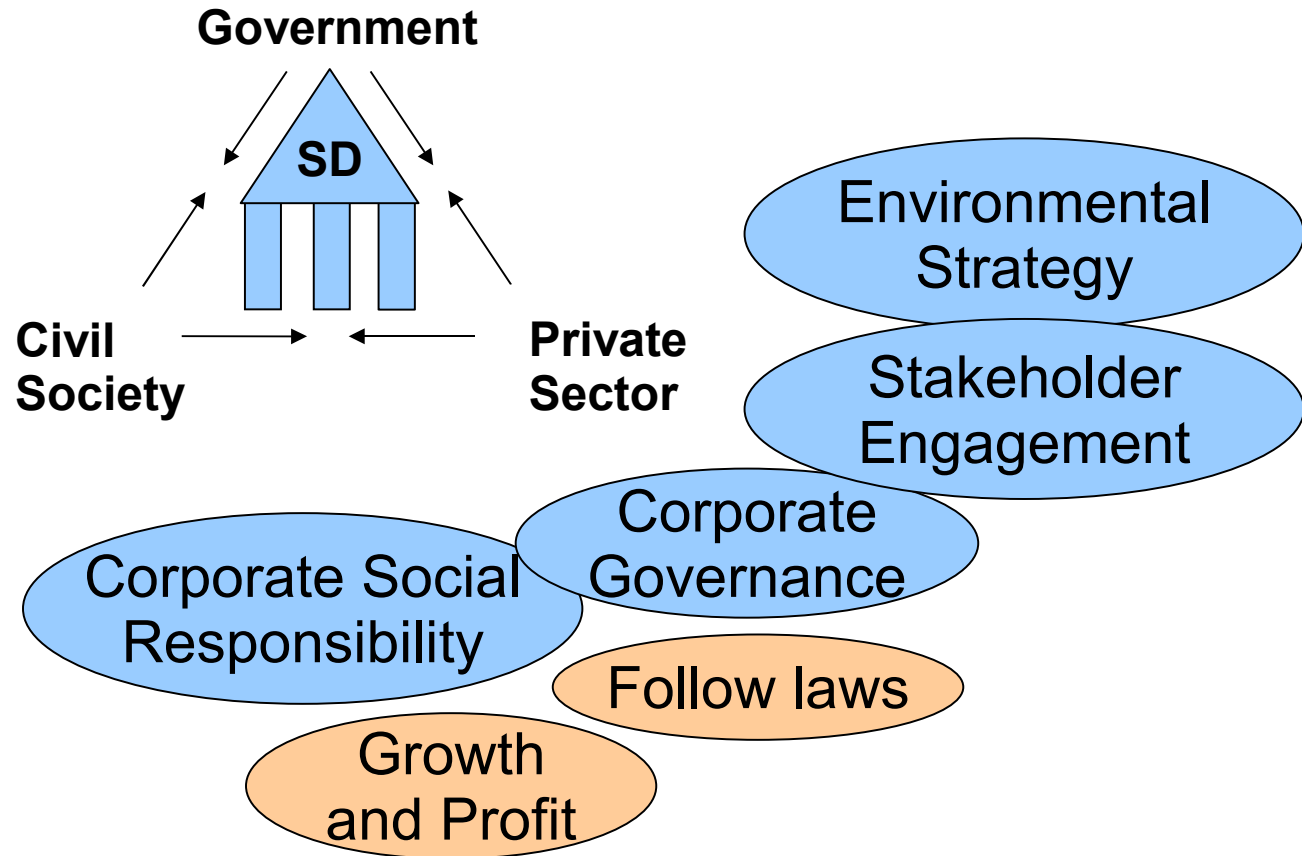 Government
SD
Civil
Society
Private
Sector
Environmental
Strategy
Stakeholder
Engagement
Corporate
Governance
Corporate Social
Responsibility
Follow laws
Growth
and Profit